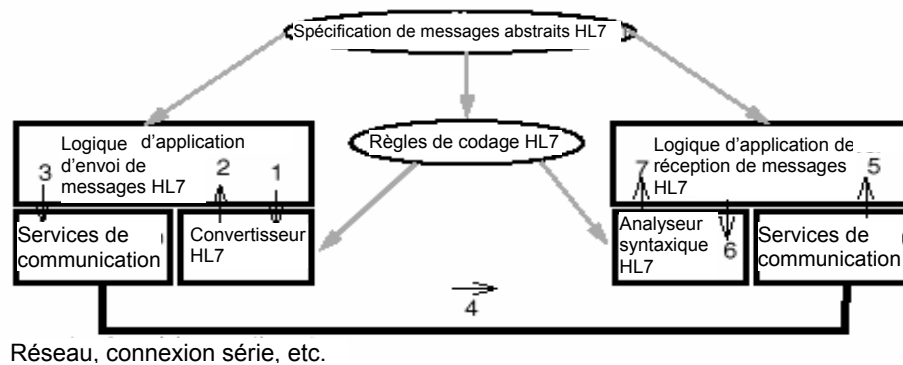 Spécification de messages abstraits HL7
Logique d'application
d'envoi de
messages HL7
3
2
1
Règles de codage HL7
Logique d'application de
réception de messages
HL7
7
5
Services de
communication
Convertisseur
HL7
Analyseur
syntaxique
HL7
6
Services de
communication
4
Réseau, connexion série, etc.